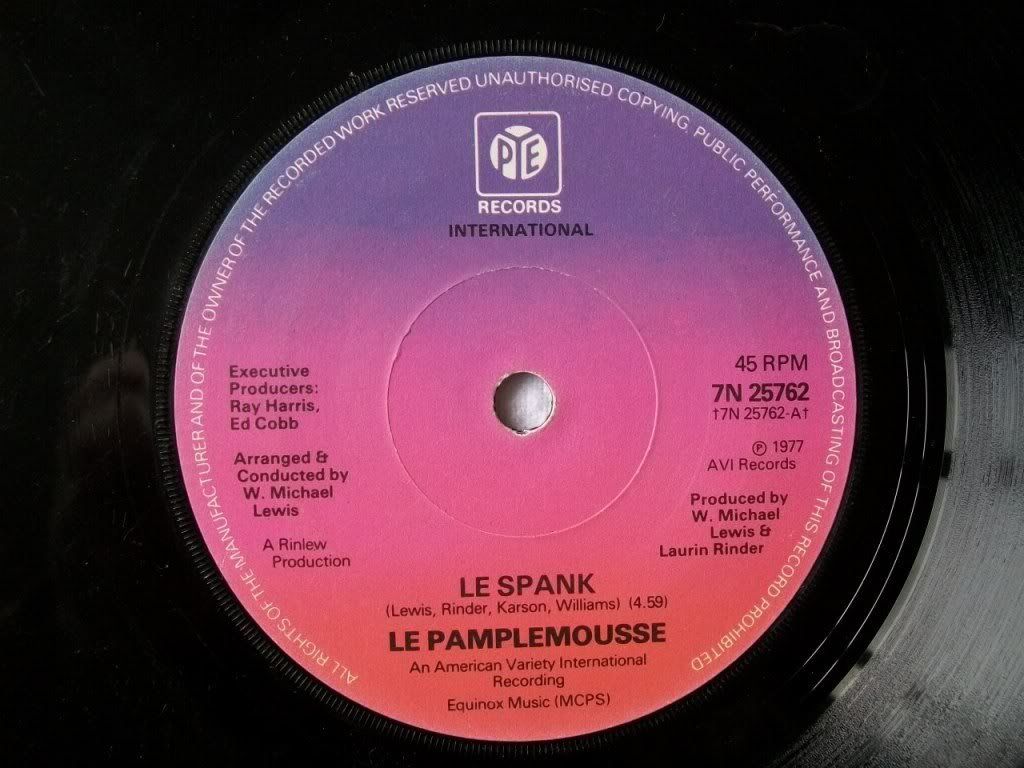 ALL RIGHTS OF THE MANUFACTURER AND OF THE OWNER OF THE RECORDED WORK RESERVED UNAUTHORISED COPYING, PUBLIC PERFORMANCE AND BROADCASTING OF THIS RECORD PROHIBITED
PYE
RECORDS
INTERNATIONAL
Executive
Producers:
Ray Harris,
Ed Cobb
Arranged &
Conducted by
W. Michael
Lewis
A Rinlew
Production
45 RPM
7N 25762
†7N 25762-A†
℗ 1977
AVI Records
Produced by
W. Michael
Lewis &
Laurin Rinder
LE SPANK
(Lewis, Rinder, Karson, Williams) (4.59)
LE PAMPLEMOUSSE
An American Variety International
Recording
Equinox Music (MCPS)